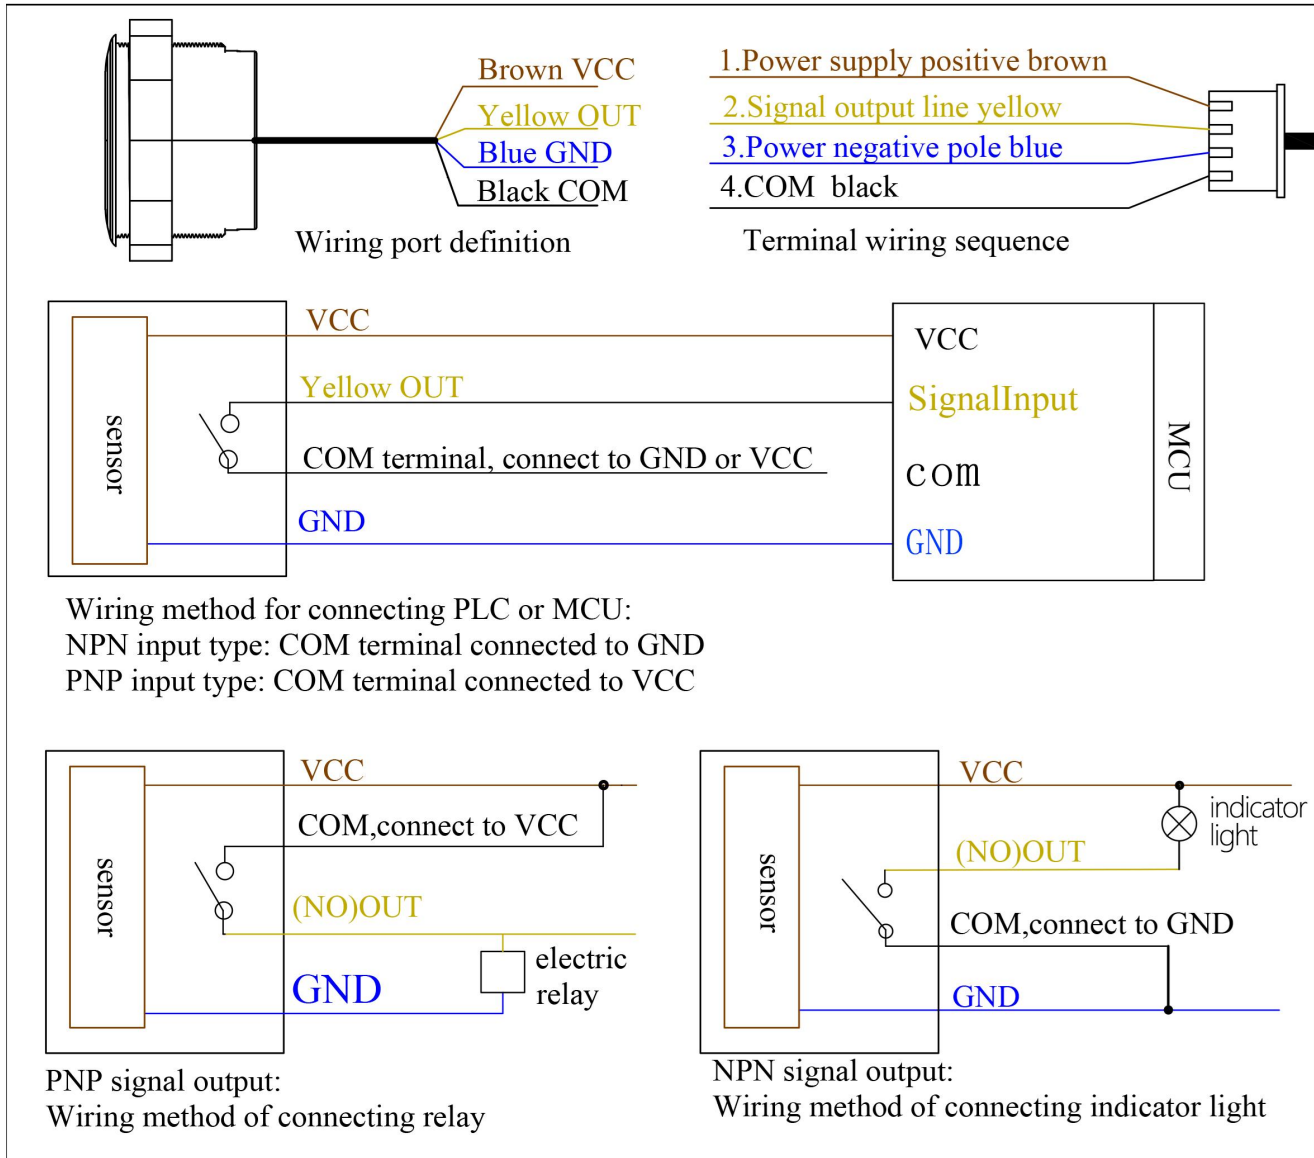 Brown VCC
Yellow OUT
Blue GND
Black COM
Wiring port definition
1.Power supply positive brown
2.Signal output line yellow
3.Power negative pole blue
4.COM black
Terminal wiring sequence
sensor
VCC
Yellow OUT
COM terminal, connect to GND or VCC
GND
VCC
SignalInput
com
GND
MCU
Wiring method for connecting PLC or MCU:
NPN input type: COM terminal connected to GND
PNP input type: COM terminal connected to VCC
sensor
VCC
COM,connect to VCC
(NO)OUT
GND
electric
relay
PNP signal output:
Wiring method of connecting relay
sensor
VCC
indicator
light
(NO)OUT
COM,connect to GND
GND
NPN signal output:
Wiring method of connecting indicator light